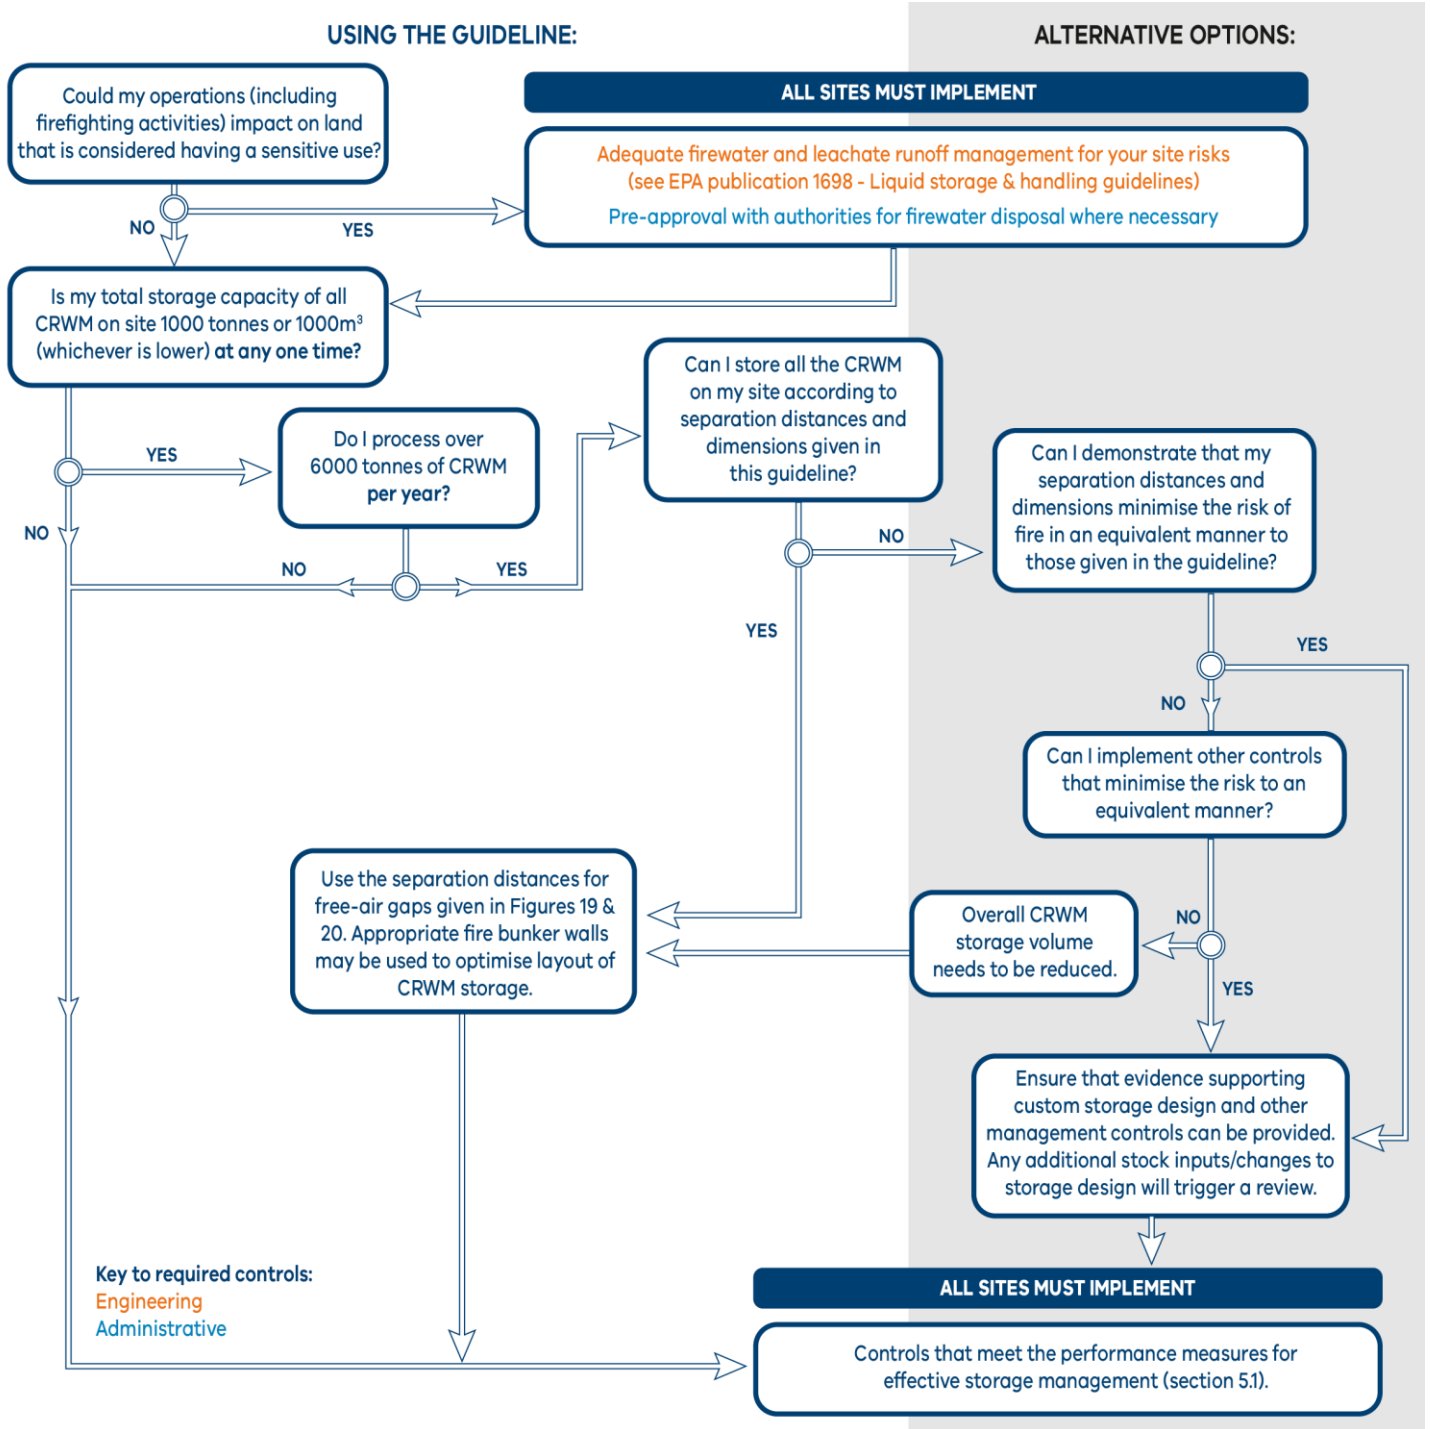 USING THE GUIDELINE:
ALTERNATIVE OPTIONS:
Could my operations (including
firefighting activities) impact on land
that is considered having a sensitive use?
NO
YES
ALL SITES MUST IMPLEMENT
Adequate firewater and leachate runoff management for your site risks
(see EPA publication 1698 - Liquid storage & handling guidelines)
Pre-approval with authorities for firewater disposal where necessary
Is my total storage capacity of all
CRWM on site 1000 tonnes or 1000m³
(whichever is lower) at any one time?
YES
NO
Do I process over
6000 tonnes of CRWM
per year?
NO
YES
Can I store all the CRWM
on my site according to
separation distances and
dimensions given in
this guideline?
NO
YES
Can I demonstrate that my
separation distances and
dimensions minimise the risk of
fire in an equivalent manner to
those given in the guideline?
YES
NO
Can I implement other controls
that minimise the risk to an
equivalent manner?
NO
YES
Overall CRWM
storage volume
needs to be reduced.
Use the separation distances for
free-air gaps given in Figures 19 &
20. Appropriate fire bunker walls
may be used to optimise layout of
CRWM storage.
Ensure that evidence supporting
custom storage design and other
management controls can be provided.
Any additional stock inputs/changes to
storage design will trigger a review.
Key to required controls:
Engineering
Administrative
ALL SITES MUST IMPLEMENT
Controls that meet the performance measures for
effective storage management (section 5.1).